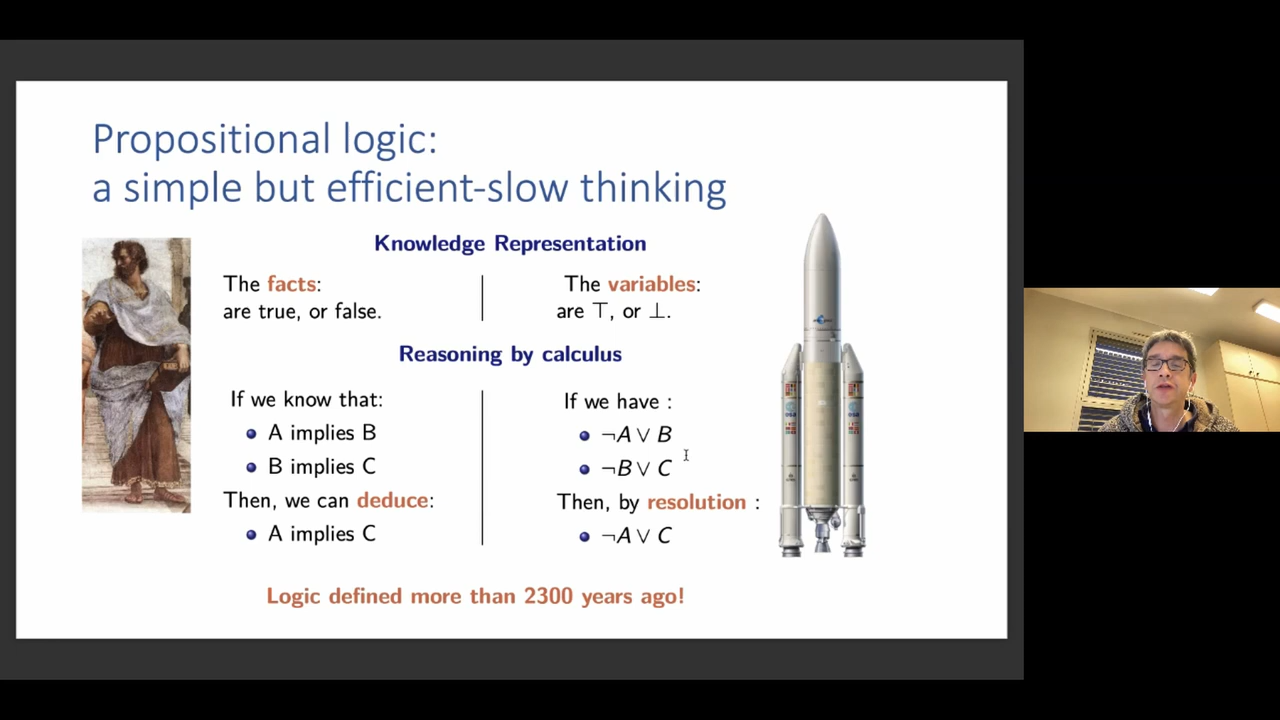 Propositional logic:
a simple but efficient-slow thinking
Knowledge Representation
The facts:
are true, or false.
The variables:
are ⊤, or ⊥.
Reasoning by calculus
If we know that:
A implies B
B implies C
Then, we can deduce:
A implies C
If we have :
¬A ∨ B
¬B ∨ C
Then, by resolution :
¬A ∨ C
Logic defined more than 2300 years ago!
esa
esa